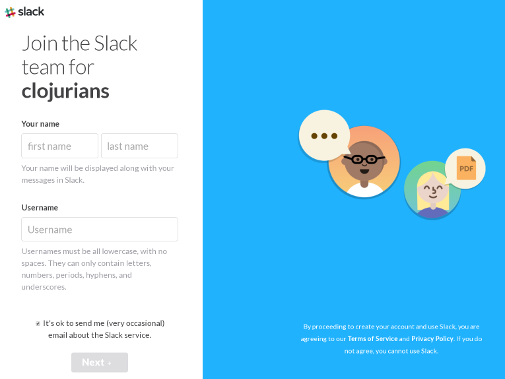 slack
Join the Slack
team for
clojurians
Your name
first name
last name
Your name will be displayed along with your
messages in Slack.
Username
Username
Usernames must be all lowercase, with no
spaces. They can only contain letters,
numbers, periods, hyphens, and
underscores.
It's ok to send me (very occasional)
email about the Slack service.
Next
PDF
By proceeding to create your account and use Slack, you are
agreeing to our Terms of Service and Privacy Policy. If you do
not agree, you cannot use Slack.